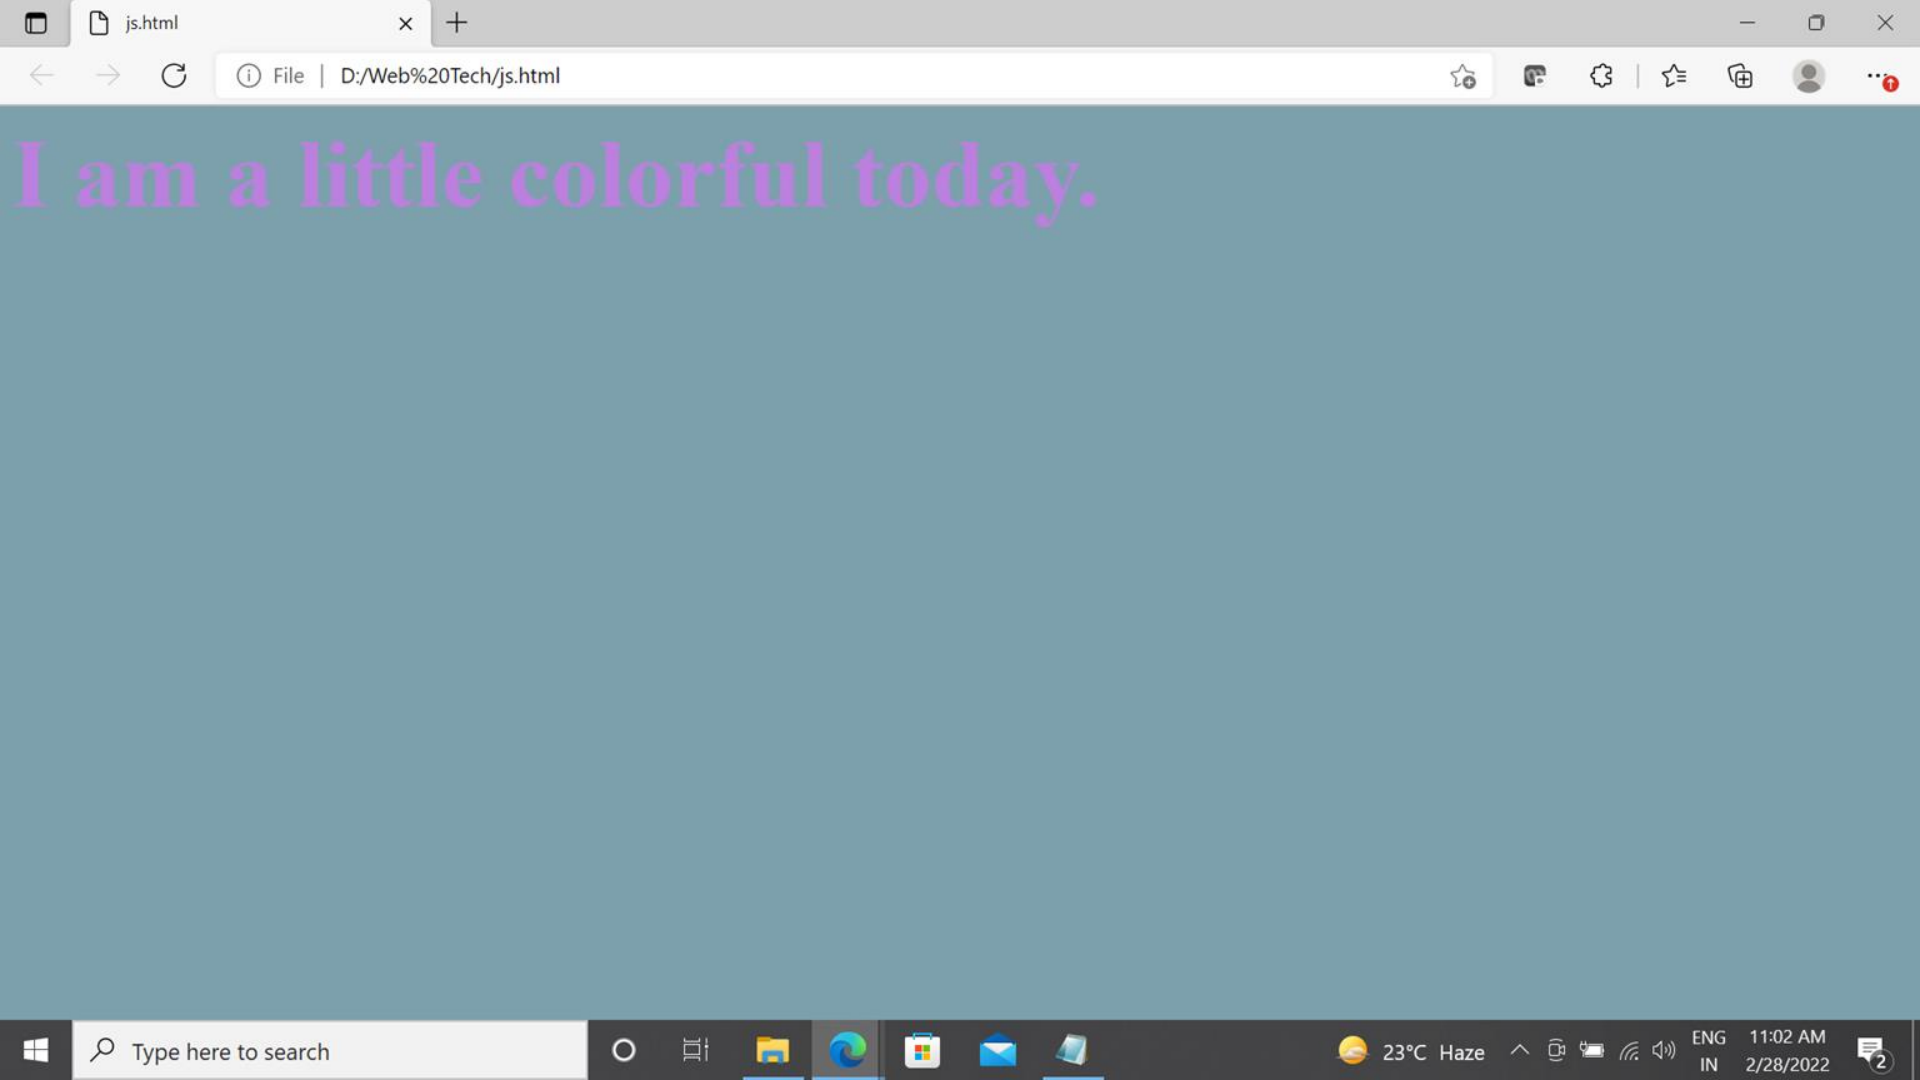 js.html
File | D:/Web%20Tech/js.html
I am a little colorful today.
Type here to search
23°C Haze
ENG
IN
11:02 AM
2/28/2022
2